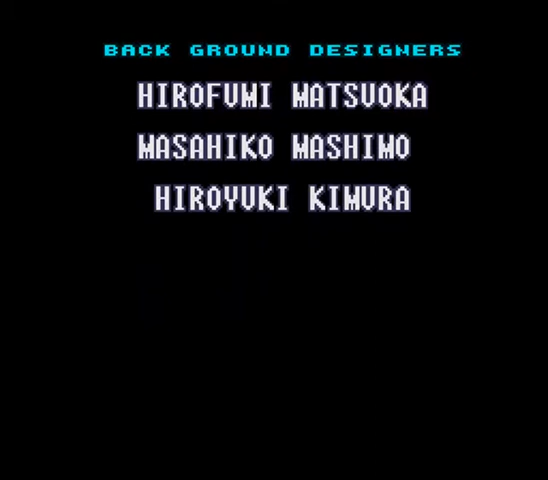 BACK GROUND DESIGNERS
HIROFUMI MATSUOKA
MASAHIKO MASHIMO
HIROYUKI KIMURA